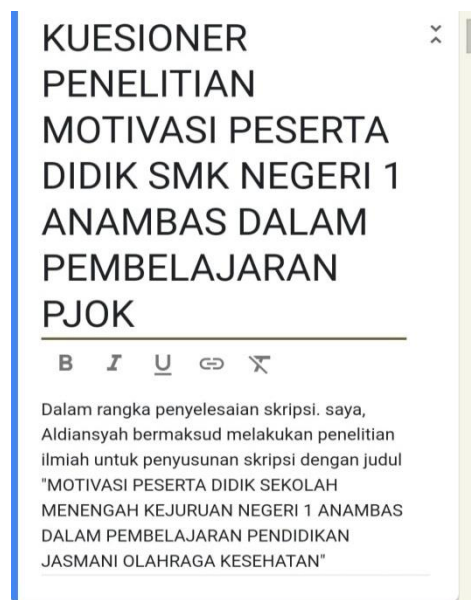 KUESIONER
PENELITIAN
MOTIVASI PESERTA
DIDIK SMK NEGERI 1
ANAMBAS DALAM
PEMBELAJARAN
PJOK
B I U
Dalam rangka penyelesaian skripsi. saya,
Aldiansyah bermaksud melakukan penelitian
ilmiah untuk penyusunan skripsi dengan judul
"MOTIVASI PESERTA DIDIK SEKOLAH
MENENGAH KEJURUAN NEGERI 1 ANAMBAS
DALAM PEMBELAJARAN PENDIDIKAN
JASMANI OLAHRAGA KESEHATAN"